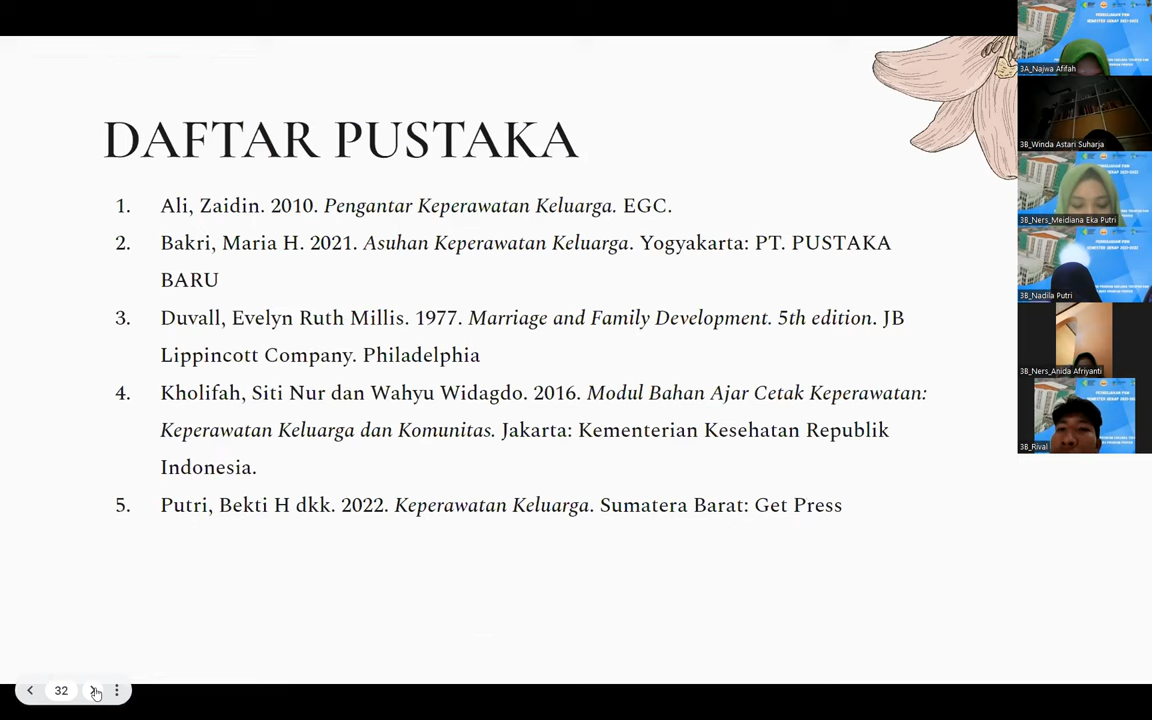 DAFTAR PUSTAKA
1. Ali, Zaidin. 2010. Pengantar Keperawatan Keluarga. EGC.
2. Bakri, Maria H. 2021. Asuhan Keperawatan Keluarga. Yogyakarta: PT. PUSTAKA
BARU
3. Duvall, Evelyn Ruth Millis. 1977. Marriage and Family Development. 5th edition. JB
Lippincott Company. Philadelphia
4. Kholifah, Siti Nur dan Wahyu Widagdo. 2016. Modul Bahan Ajar Cetak Keperawatan:
Keperawatan Keluarga dan Komunitas. Jakarta: Kementerian Kesehatan Republik
Indonesia.
5. Putri, Bekti H dkk. 2022. Keperawatan Keluarga. Sumatera Barat: Get Press
32
3A_Najwa Afifah
3B_Winda Astari Suharja
3B_Ners_Meidiana Eka Putri
3B_Nadila Putri
3B_Ners_Anida Afriyanti
3B_Rival